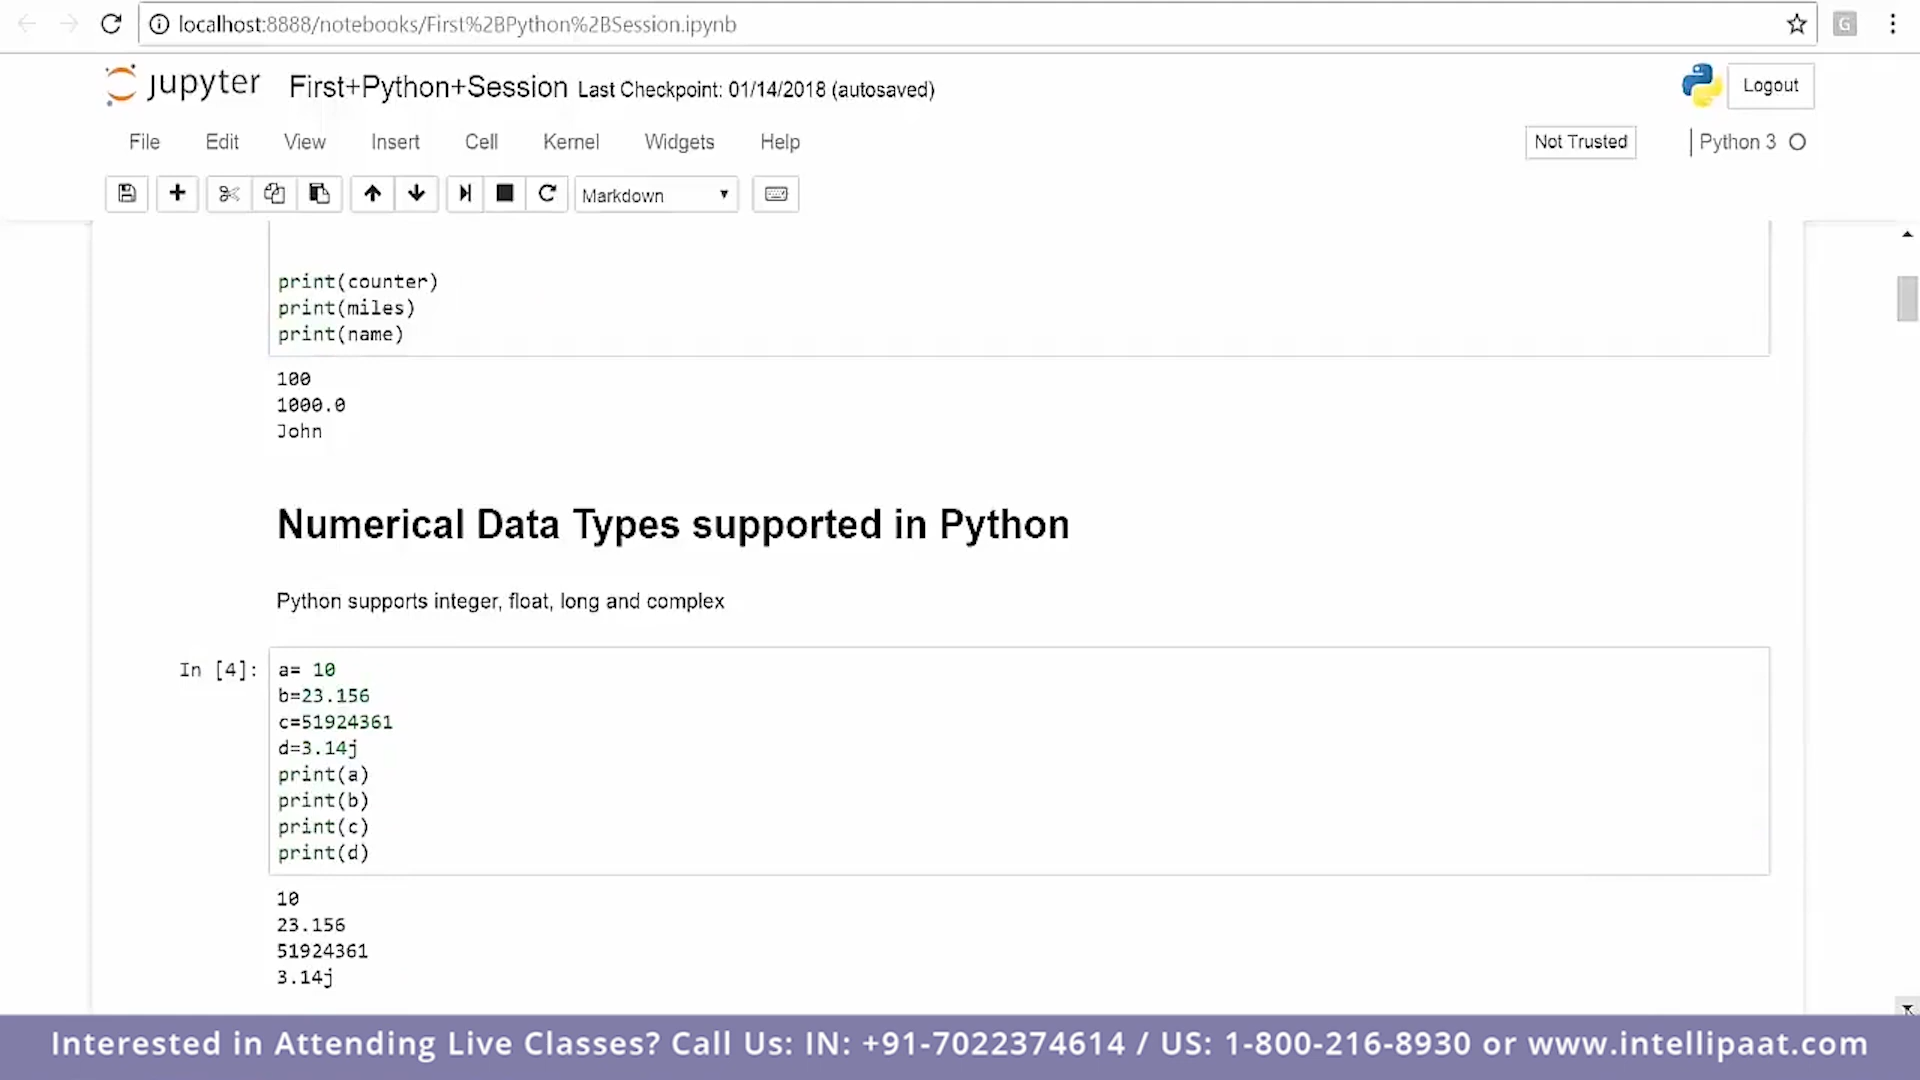 localhost:8888/notebooks/First%2BPython%2BSession.ipynb
G
jupyter First+Python+Session Last Checkpoint: 01/14/2018 (autosaved)
Logout
File Edit View Insert Cell Kernel Widgets Help
Not Trusted
Python 3
Markdown
print(counter)
print(miles)
print(name)
100
1000.0
John
Numerical Data Types supported in Python
Python supports integer, float, long and complex
In [4]:
a= 10
b=23.156
c=51924361
d=3.14j
print(a)
print(b)
print(c)
print(d)
10
23.156
51924361
3.14j
Interested in Attending Live Classes? Call Us: IN: +91-7022374614 / US: 1-800-216-8930 or www.intellipaat.com